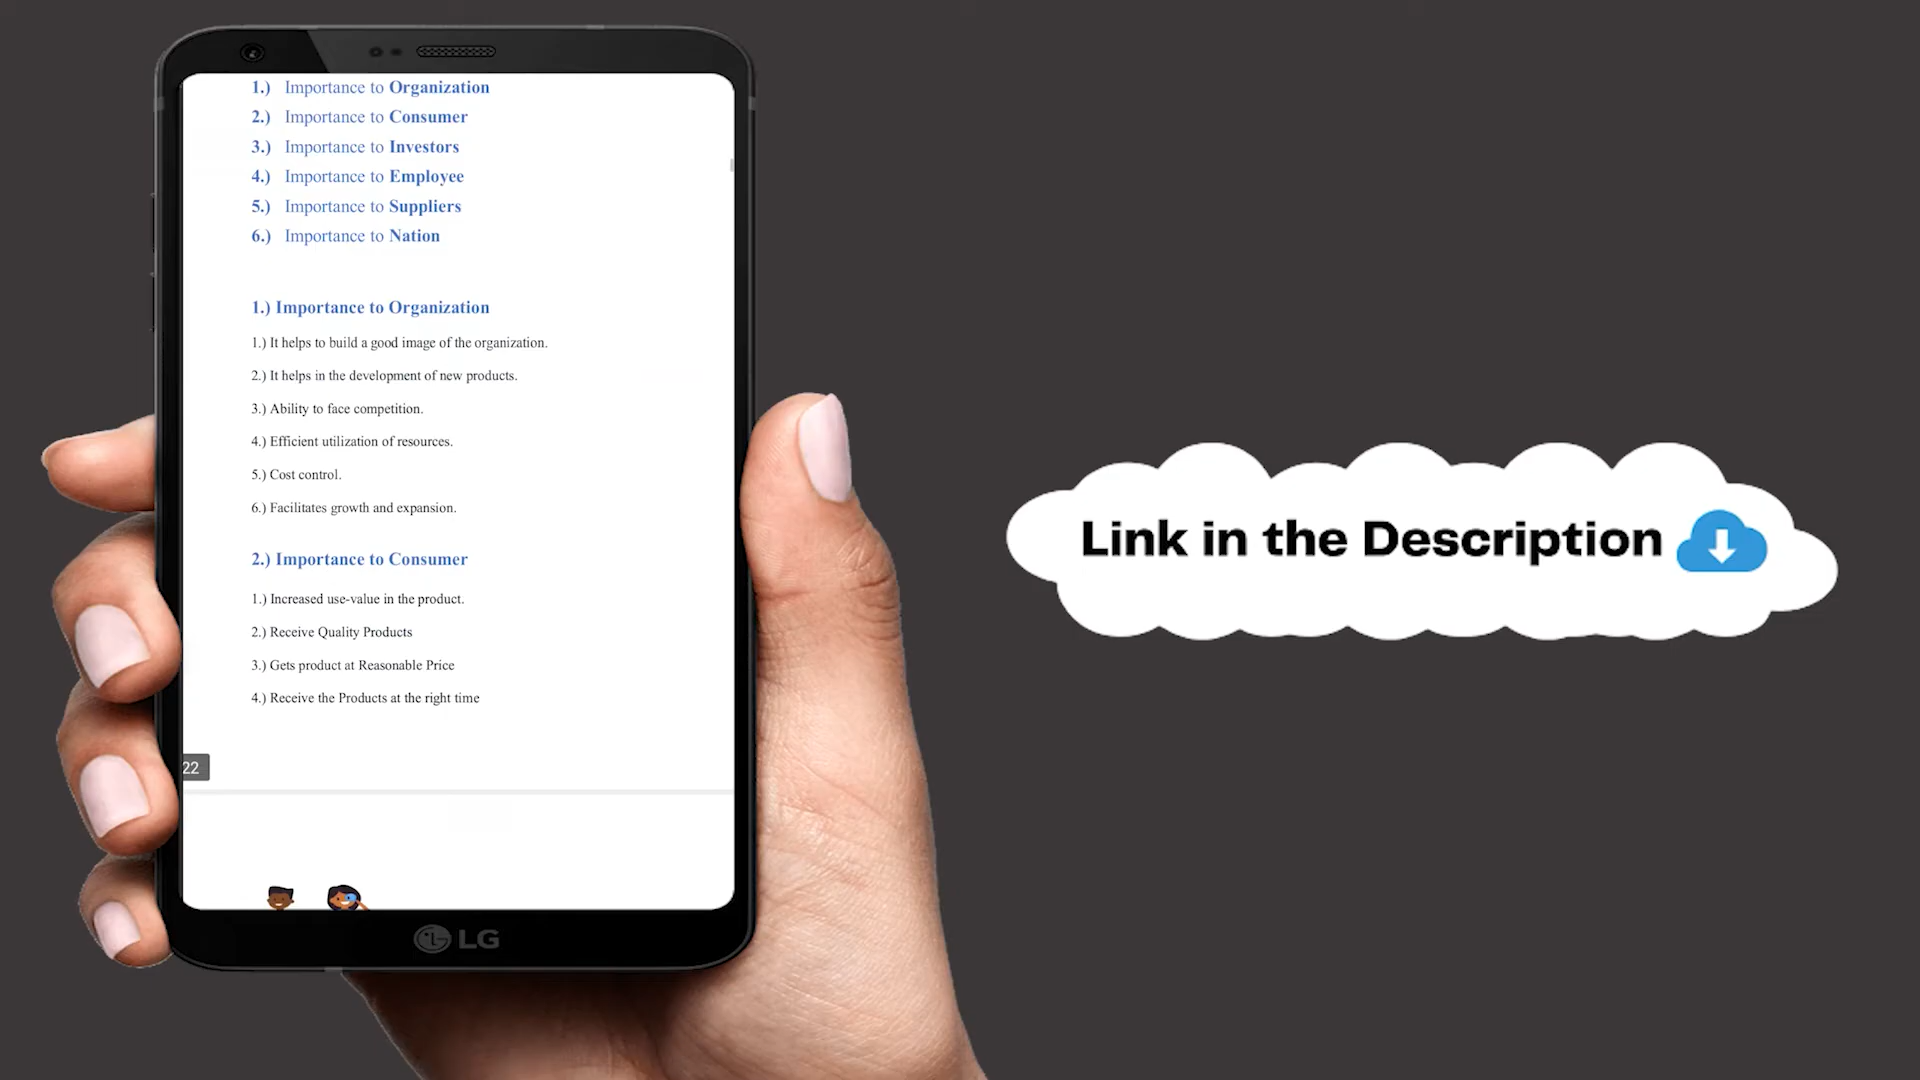 1.) Importance to Organization
2.) Importance to Consumer
3.) Importance to Investors
4.) Importance to Employee
5.) Importance to Suppliers
6.) Importance to Nation
1.) Importance to Organization
1.) It helps to build a good image of the organization.
2.) It helps in the development of new products.
3.) Ability to face competition.
4.) Efficient utilization of resources.
5.) Cost control.
6.) Facilitates growth and expansion.
2.) Importance to Consumer
1.) Increased use-value in the product.
2.) Receive Quality Products
3.) Gets product at Reasonable Price
4.) Receive the Products at the right time
22
LG
Link in the Description